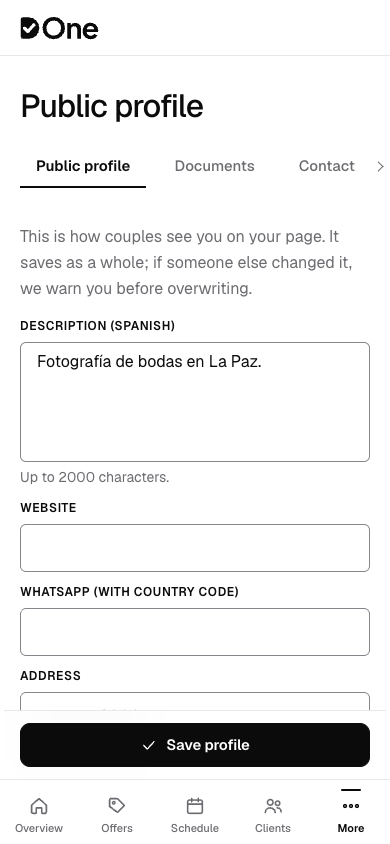 One
Public profile
Public profile Documents Contact
This is how couples see you on your page. It
saves as a whole; if someone else changed it,
we warn you before overwriting.
DESCRIPTION (SPANISH)
Fotografía de bodas en La Paz.
Up to 2000 characters.
WEBSITE
WHATSAPP (WITH COUNTRY CODE)
ADDRESS
Save profile
Overview Offers Schedule Clients More